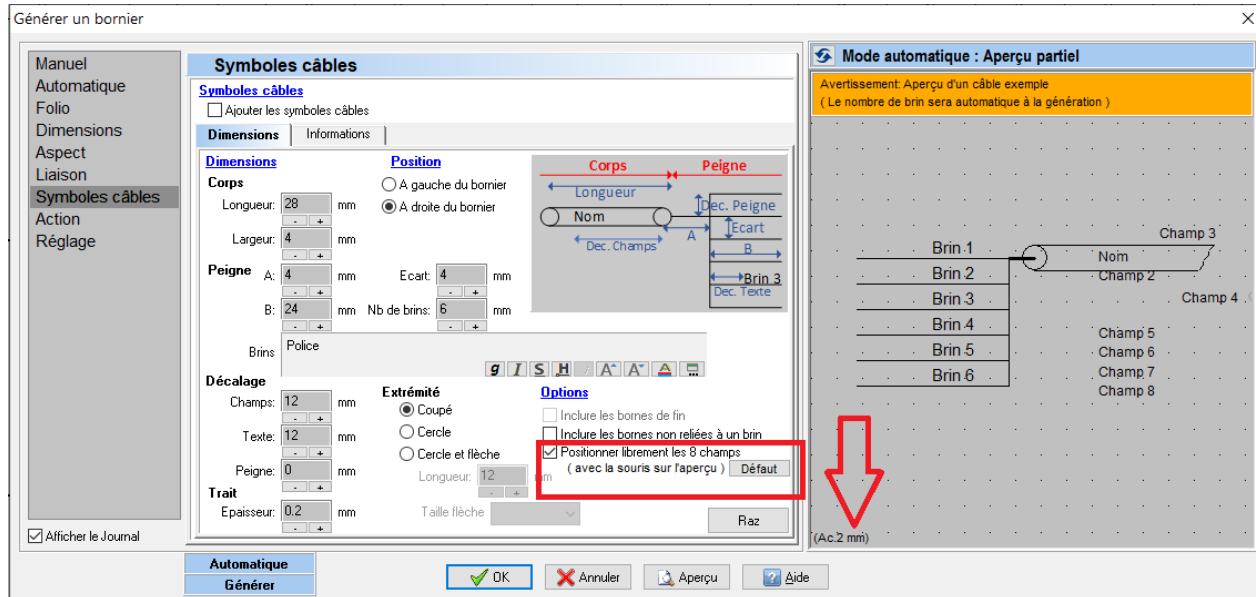 Générer un bornier
Manuel
Automatique
Folio
Dimensions
Aspect
Liaison
Symboles câbles
Action
Réglage
Afficher le Journal
Symboles câbles
Symboles câbles
Ajouter les symboles câbles
Dimensions Informations
Dimensions Position
Corps
A gauche du bornier
Longueur: 28 mm
- +
A droite du bornier
Largeur: 4 mm
- +
Peigne A: 4 mm Ecart: 4 mm
- + - +
B: 24 mm Nb de brins: 6 mm
- + - +
Corps Peigne
Longueur
Dec. Peigne
Nom
Ecart
A
Dec. Champs
B
Brin 3
Dec. Texte
Brins Police
g I S H A A A
Décalage
Champs: 12 mm
- +
Texte: 12 mm
- +
Peigne: 0 mm
- +
Trait
Epaisseur: 0.2 mm
- +
Extrémité
Coupé
Cercle
Cercle et flèche
Longueur: 12 mm
- +
Taille flèche
Options
Inclure les bornes de fin
Inclure les bornes non reliées à un brin
Positionner librement les 8 champs
( avec la souris sur l'aperçu ) Défaut
Raz
Automatique
Générer
OK Annuler Aperçu Aide
Mode automatique : Aperçu partiel
Avertissement: Aperçu d'un câble exemple
( Le nombre de brin sera automatique à la génération )
Champ 3
Brin 1
Nom
Brin 2
Champ 2
Brin 3
Champ 4
Brin 4
Champ 5
Brin 5
Champ 6
Brin 6
Champ 7
Champ 8
(Ac.2 mm)